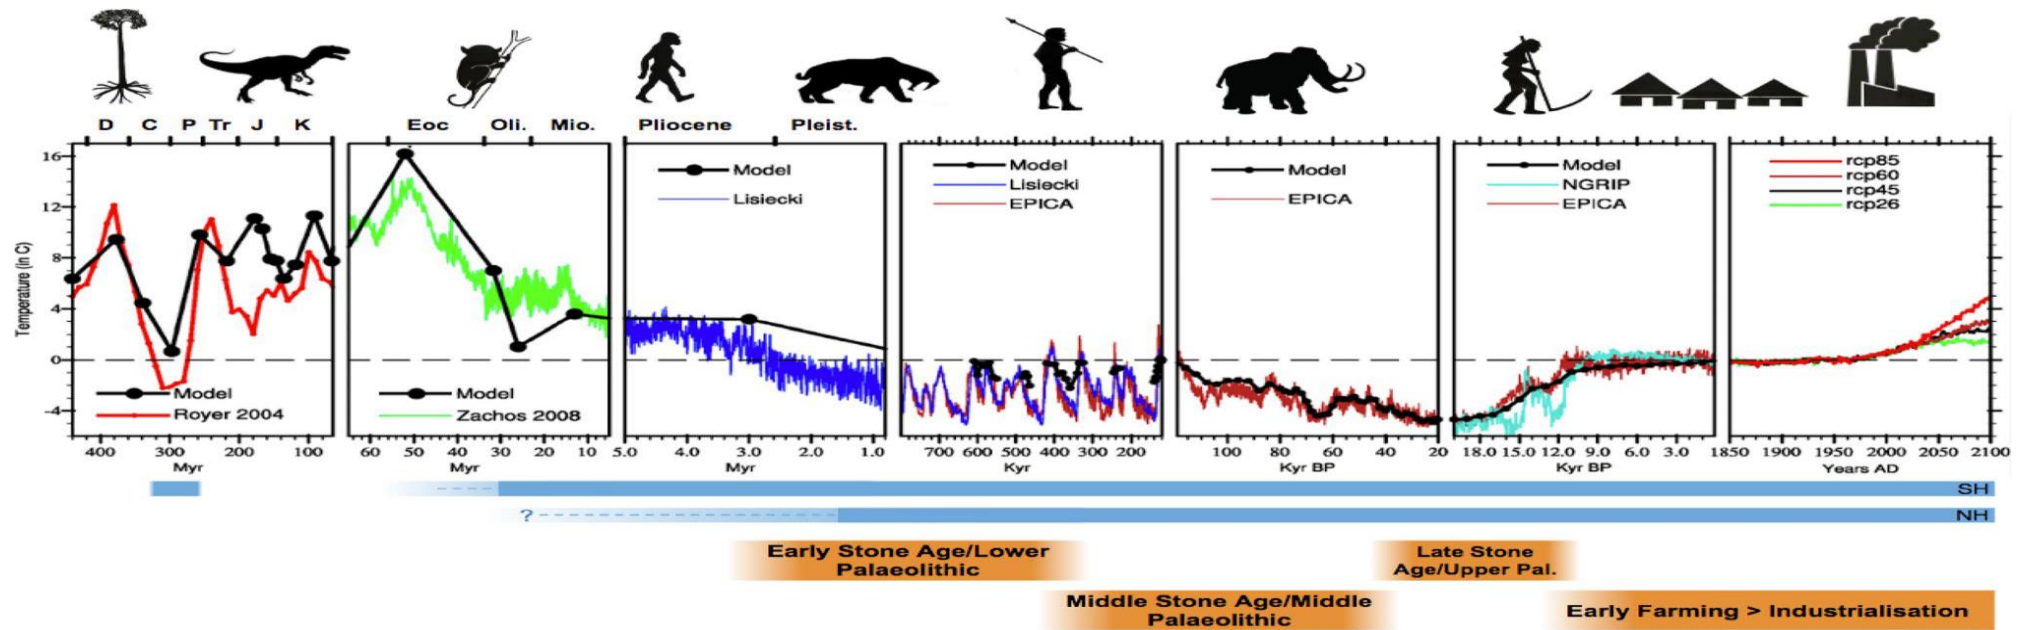 D C P Tr J K Eoc Oli. Mio. Pliocene Pleist.
Temperature (in C)
16
12
8
4
0
-4
Model
Royer 2004
400 300 200 100
Myr
Model
Zachos 2008
60 50 40 30 20 10
Myr
Model
Lisiecki
5.0 4.0 3.0 2.0 1.0
Myr
Model
Lisiecki
EPICA
700 600 500 400 300 200
Kyr
Model
EPICA
100 80 60 40 20
Kyr BP
Model
NGRIP
EPICA
18.0 15.0 12.0 9.0 6.0 3.0
Kyr BP
rcp85
rcp60
rcp45
rcp26
1850 1900 1950 2000 2050 2100
Years AD
SH
?
NH
Early Stone Age/Lower
Palaeolithic
Late Stone
Age/Upper Pal.
Middle Stone Age/Middle
Palaeolithic
Early Farming > Industrialisation